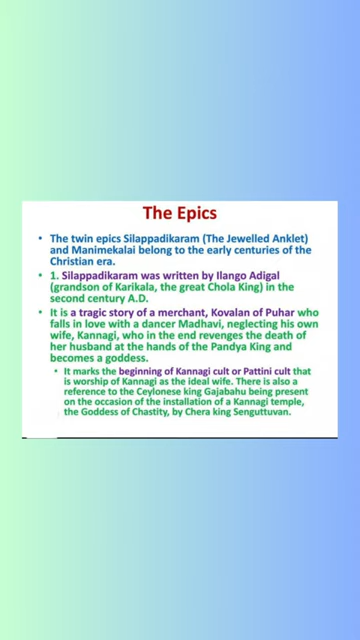 The Epics
• The twin epics Silappadikaram (The Jewelled Anklet)
and Manimekalai belong to the early centuries of the
Christian era.
• 1. Silappadikaram was written by Ilango Adigal
(grandson of Karikala, the great Chola King) in the
second century A.D.
• It is a tragic story of a merchant, Kovalan of Puhar who
falls in love with a dancer Madhavi, neglecting his own
wife, Kannagi, who in the end revenges the death of
her husband at the hands of the Pandya King and
becomes a goddess.
• It marks the beginning of Kannagi cult or Pattini cult that
is worship of Kannagi as the ideal wife. There is also a
reference to the Ceylonese king Gajabahu being present
on the occasion of the installation of a Kannagi temple,
the Goddess of Chastity, by Chera king Senguttuvan.